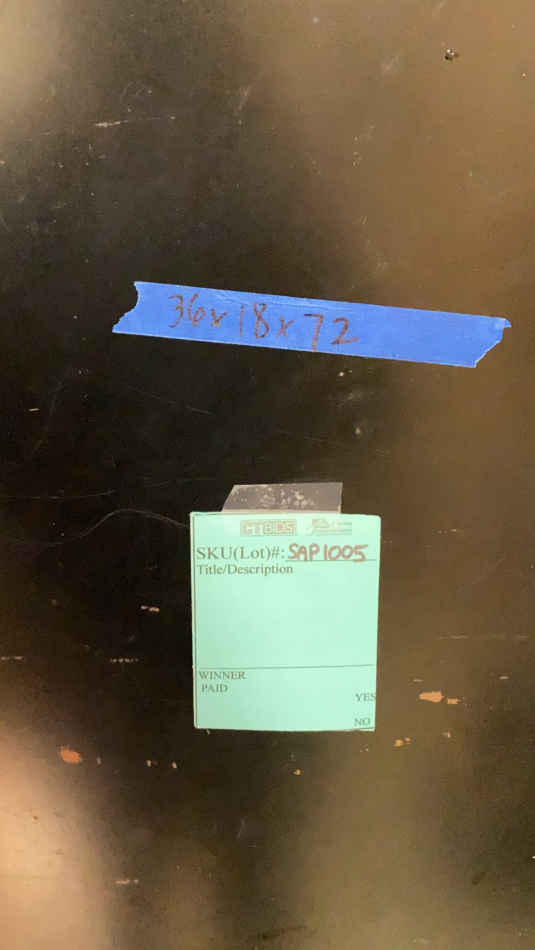 36x18x72
CTBIDS
SKU(Lot)#: SAP1005
Title/Description
WINNER
PAID
YES
NO